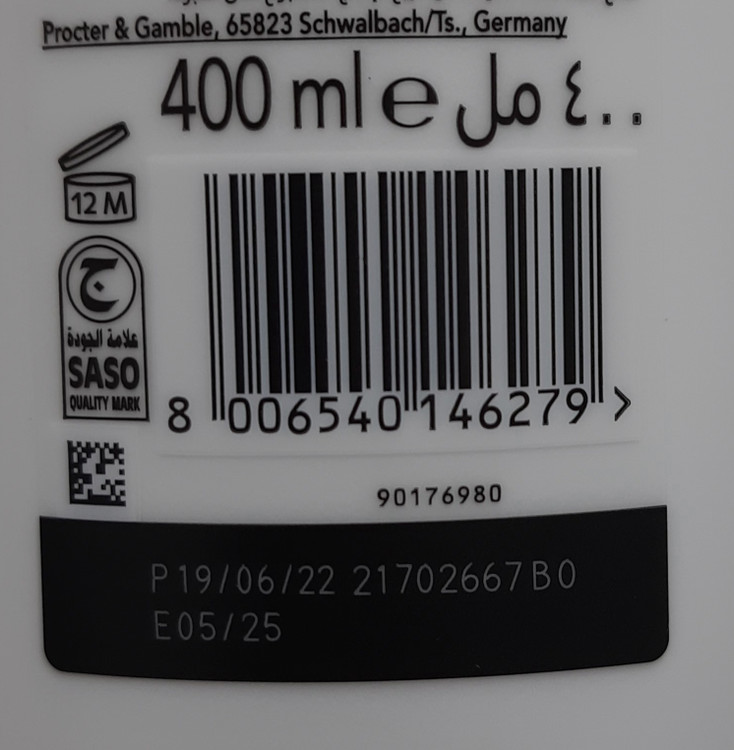 Procter & Gamble, 65823 Schwalbach/Ts., Germany
400 ml e ٤٠٠ مل
12 M
ج
علامة الجودة
SASO
QUALITY MARK
8 006540 146279 >
90176980
P 19/06/22 21702667B0
E05/25